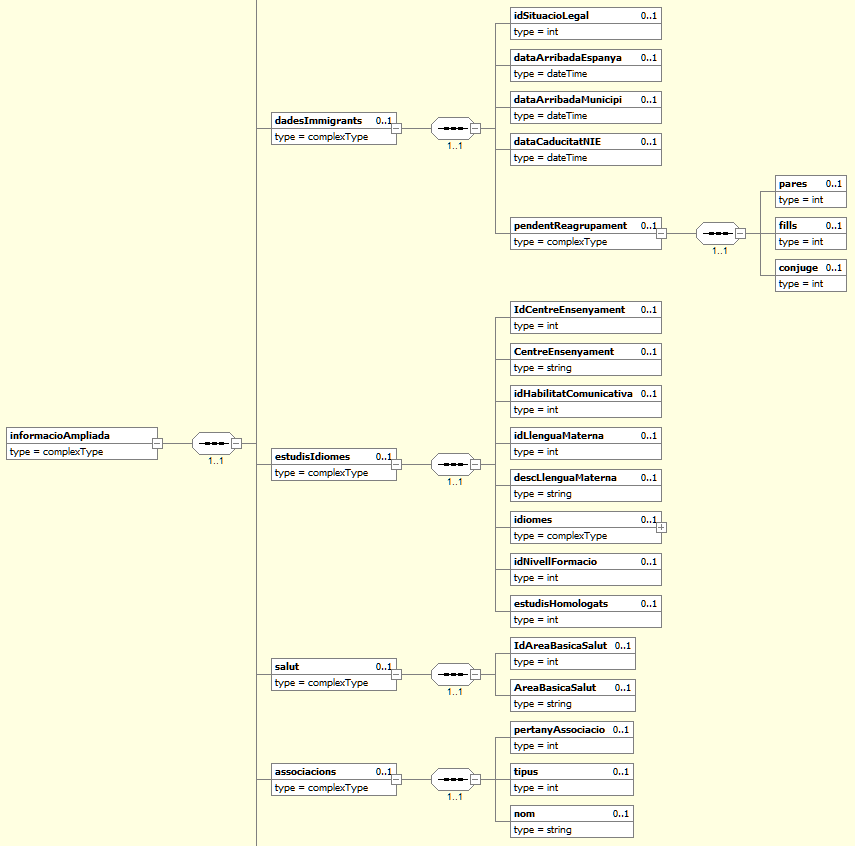 idSituacioLegal 0..1
type = int
dataArribadaEspanya 0..1
type = dateTime
dataArribadaMunicipi 0..1
type = dateTime
dadesImmigrants 0..1
type = complexType
1..1
dataCaducitatNIE 0..1
type = dateTime
pares 0..1
type = int
pendentReagrupament 0..1
type = complexType
1..1
fills 0..1
type = int
conjuge 0..1
type = int
IdCentreEnsenyament 0..1
type = int
CentreEnsenyament 0..1
type = string
idHabilitatComunicativa 0..1
type = int
informacioAmpliada
type = complexType
1..1
idLlenguaMaterna 0..1
type = int
estudisIdiomes 0..1
type = complexType
1..1
descLlenguaMaterna 0..1
type = string
idiomes 0..1
type = complexType
idNivellFormacio 0..1
type = int
estudisHomologats 0..1
type = int
salut 0..1
type = complexType
1..1
IdAreaBasicaSalut 0..1
type = int
AreaBasicaSalut 0..1
type = string
pertanyAssociacio 0..1
type = int
associacions 0..1
type = complexType
1..1
tipus 0..1
type = int
nom 0..1
type = string